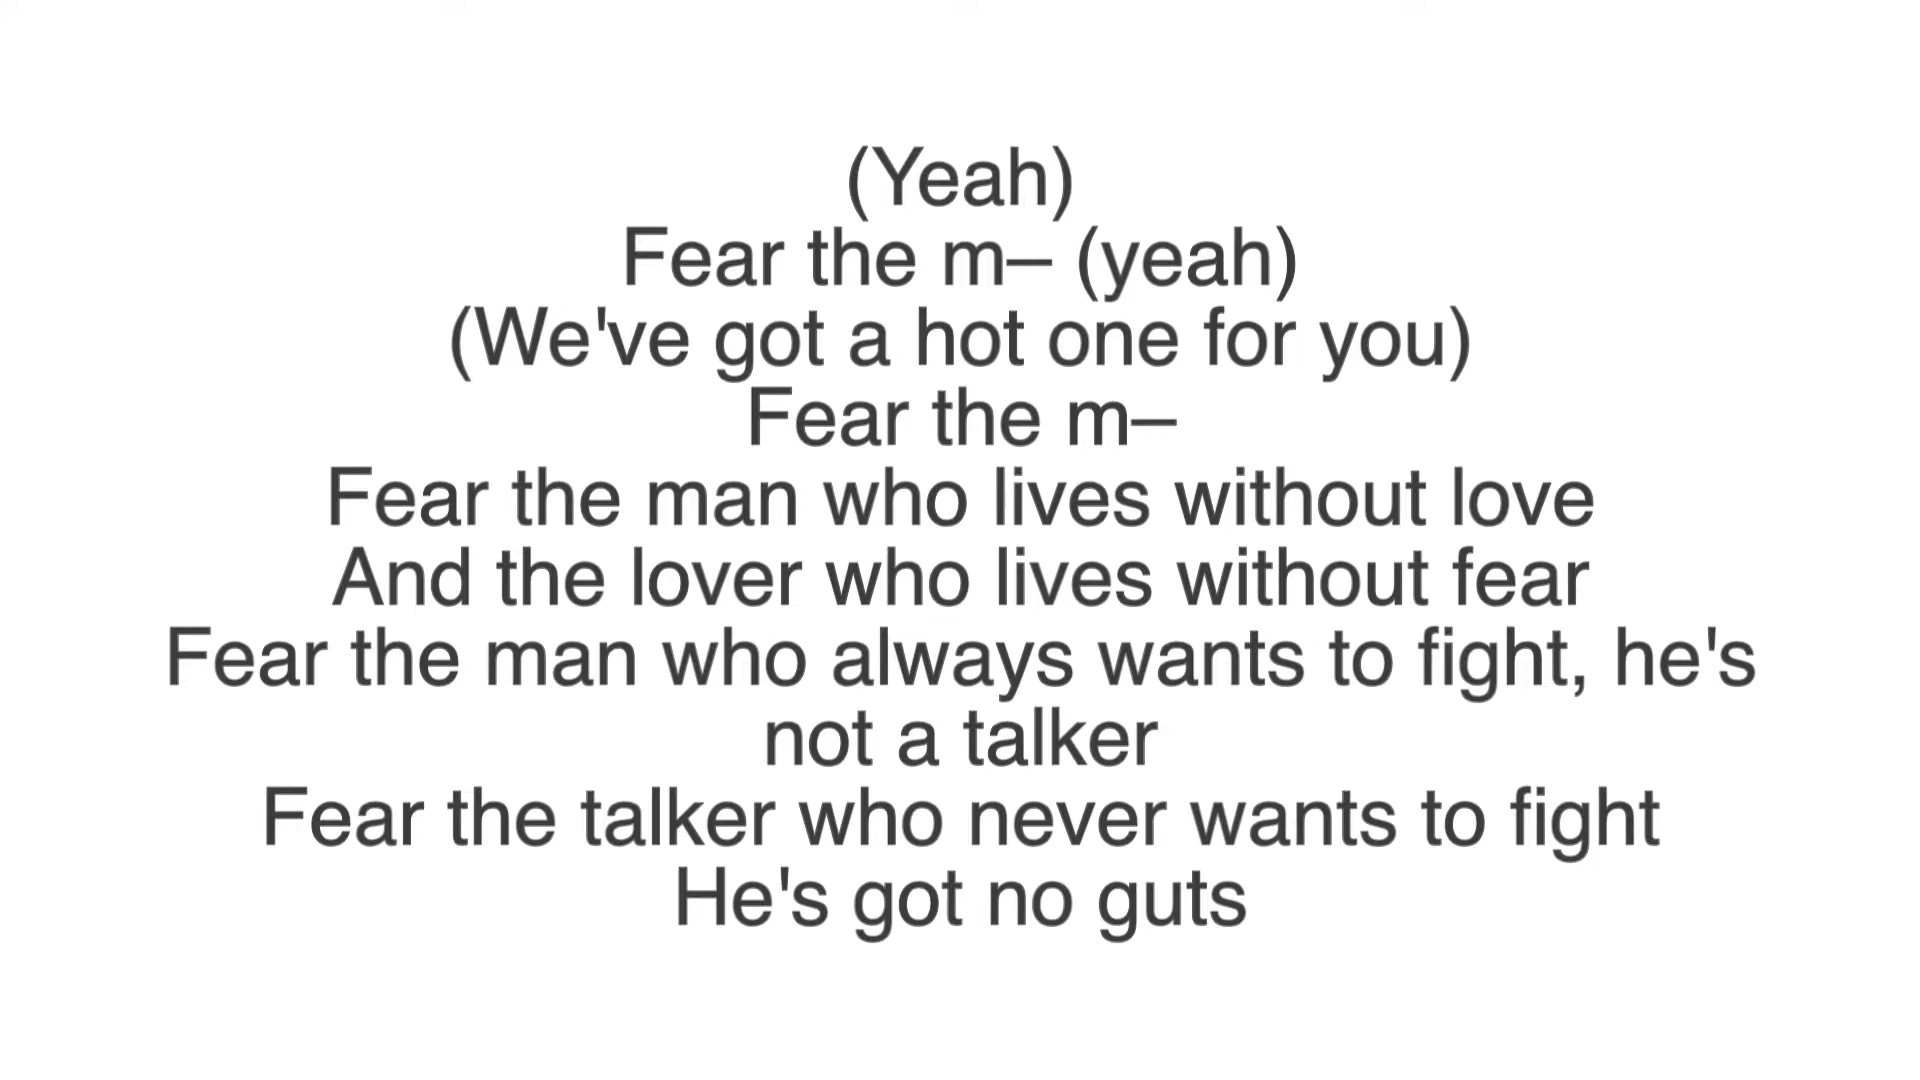 (Yeah)
Fear the m– (yeah)
(We've got a hot one for you)
Fear the m–
Fear the man who lives without love
And the lover who lives without fear
Fear the man who always wants to fight, he's
not a talker
Fear the talker who never wants to fight
He's got no guts